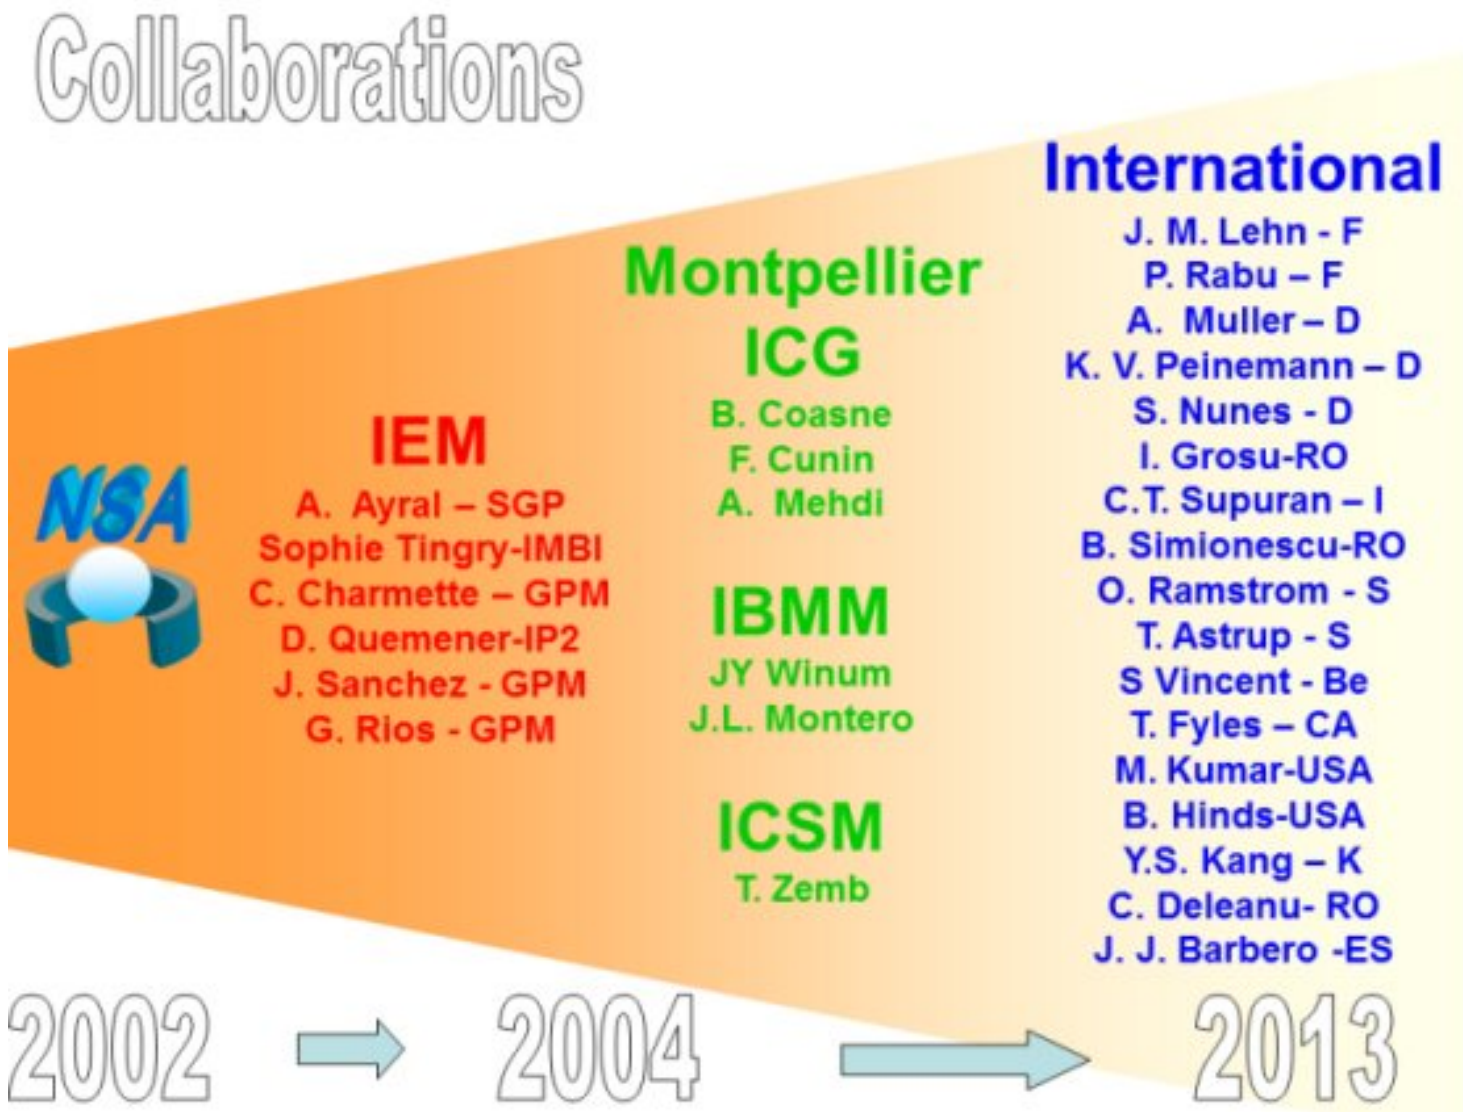 Collaborations
NSA
IEM
A. Ayral – SGP
Sophie Tingry-IMBI
C. Charmette – GPM
D. Quemener-IP2
J. Sanchez - GPM
G. Rios - GPM
Montpellier
ICG
B. Coasne
F. Cunin
A. Mehdi
IBMM
JY Winum
J.L. Montero
ICSM
T. Zemb
International
J. M. Lehn - F
P. Rabu – F
A. Muller – D
K. V. Peinemann – D
S. Nunes - D
I. Grosu-RO
C.T. Supuran – I
B. Simionescu-RO
O. Ramstrom - S
T. Astrup - S
S Vincent - Be
T. Fyles – CA
M. Kumar-USA
B. Hinds-USA
Y.S. Kang – K
C. Deleanu- RO
J. J. Barbero -ES
2002
2004
2013